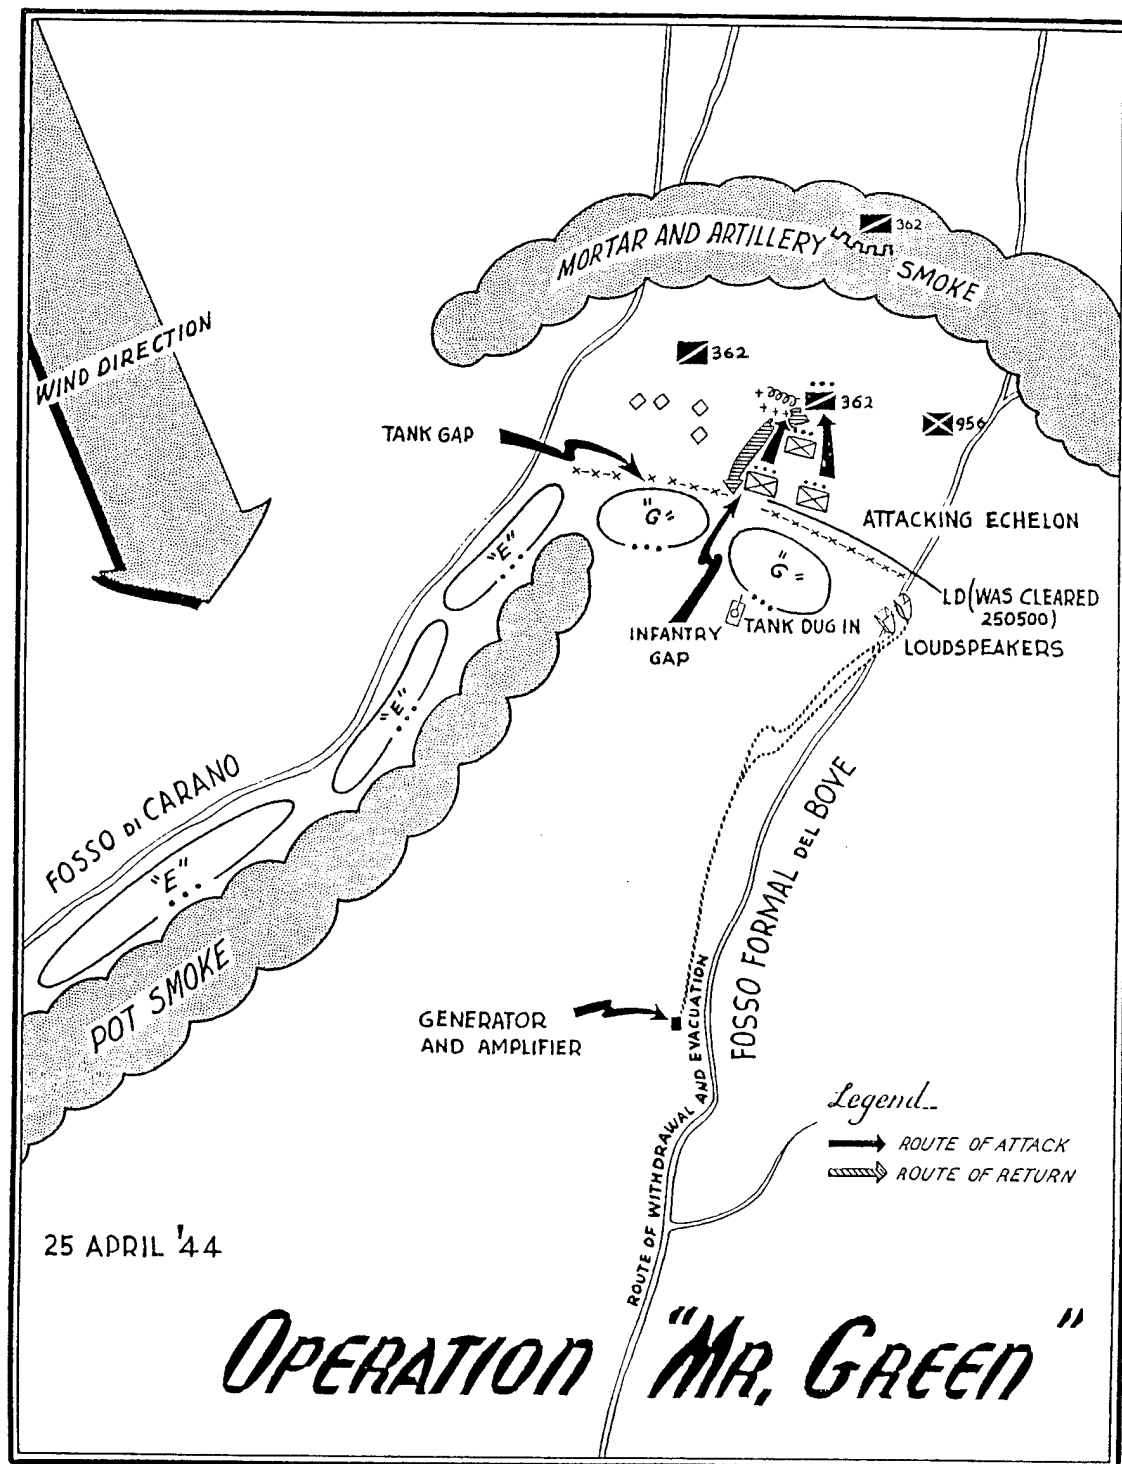 362
MORTAR AND ARTILLERY
SMOKE
WIND DIRECTION
362
362
956
TANK GAP
"G"
"E"
"G"
ATTACKING ECHELON
LD (WAS CLEARED
250500)
INFANTRY
GAP
TANK DUG IN
LOUDSPEAKERS
"E"
FOSSO DI CARANO
"E"
POT SMOKE
FOSSO FORMAL DEL BOVE
GENERATOR
AND AMPLIFIER
ROUTE OF WITHDRAWAL AND EVACUATION
Legend--
ROUTE OF ATTACK
ROUTE OF RETURN
25 APRIL '44
OPERATION "MR, GREEN"